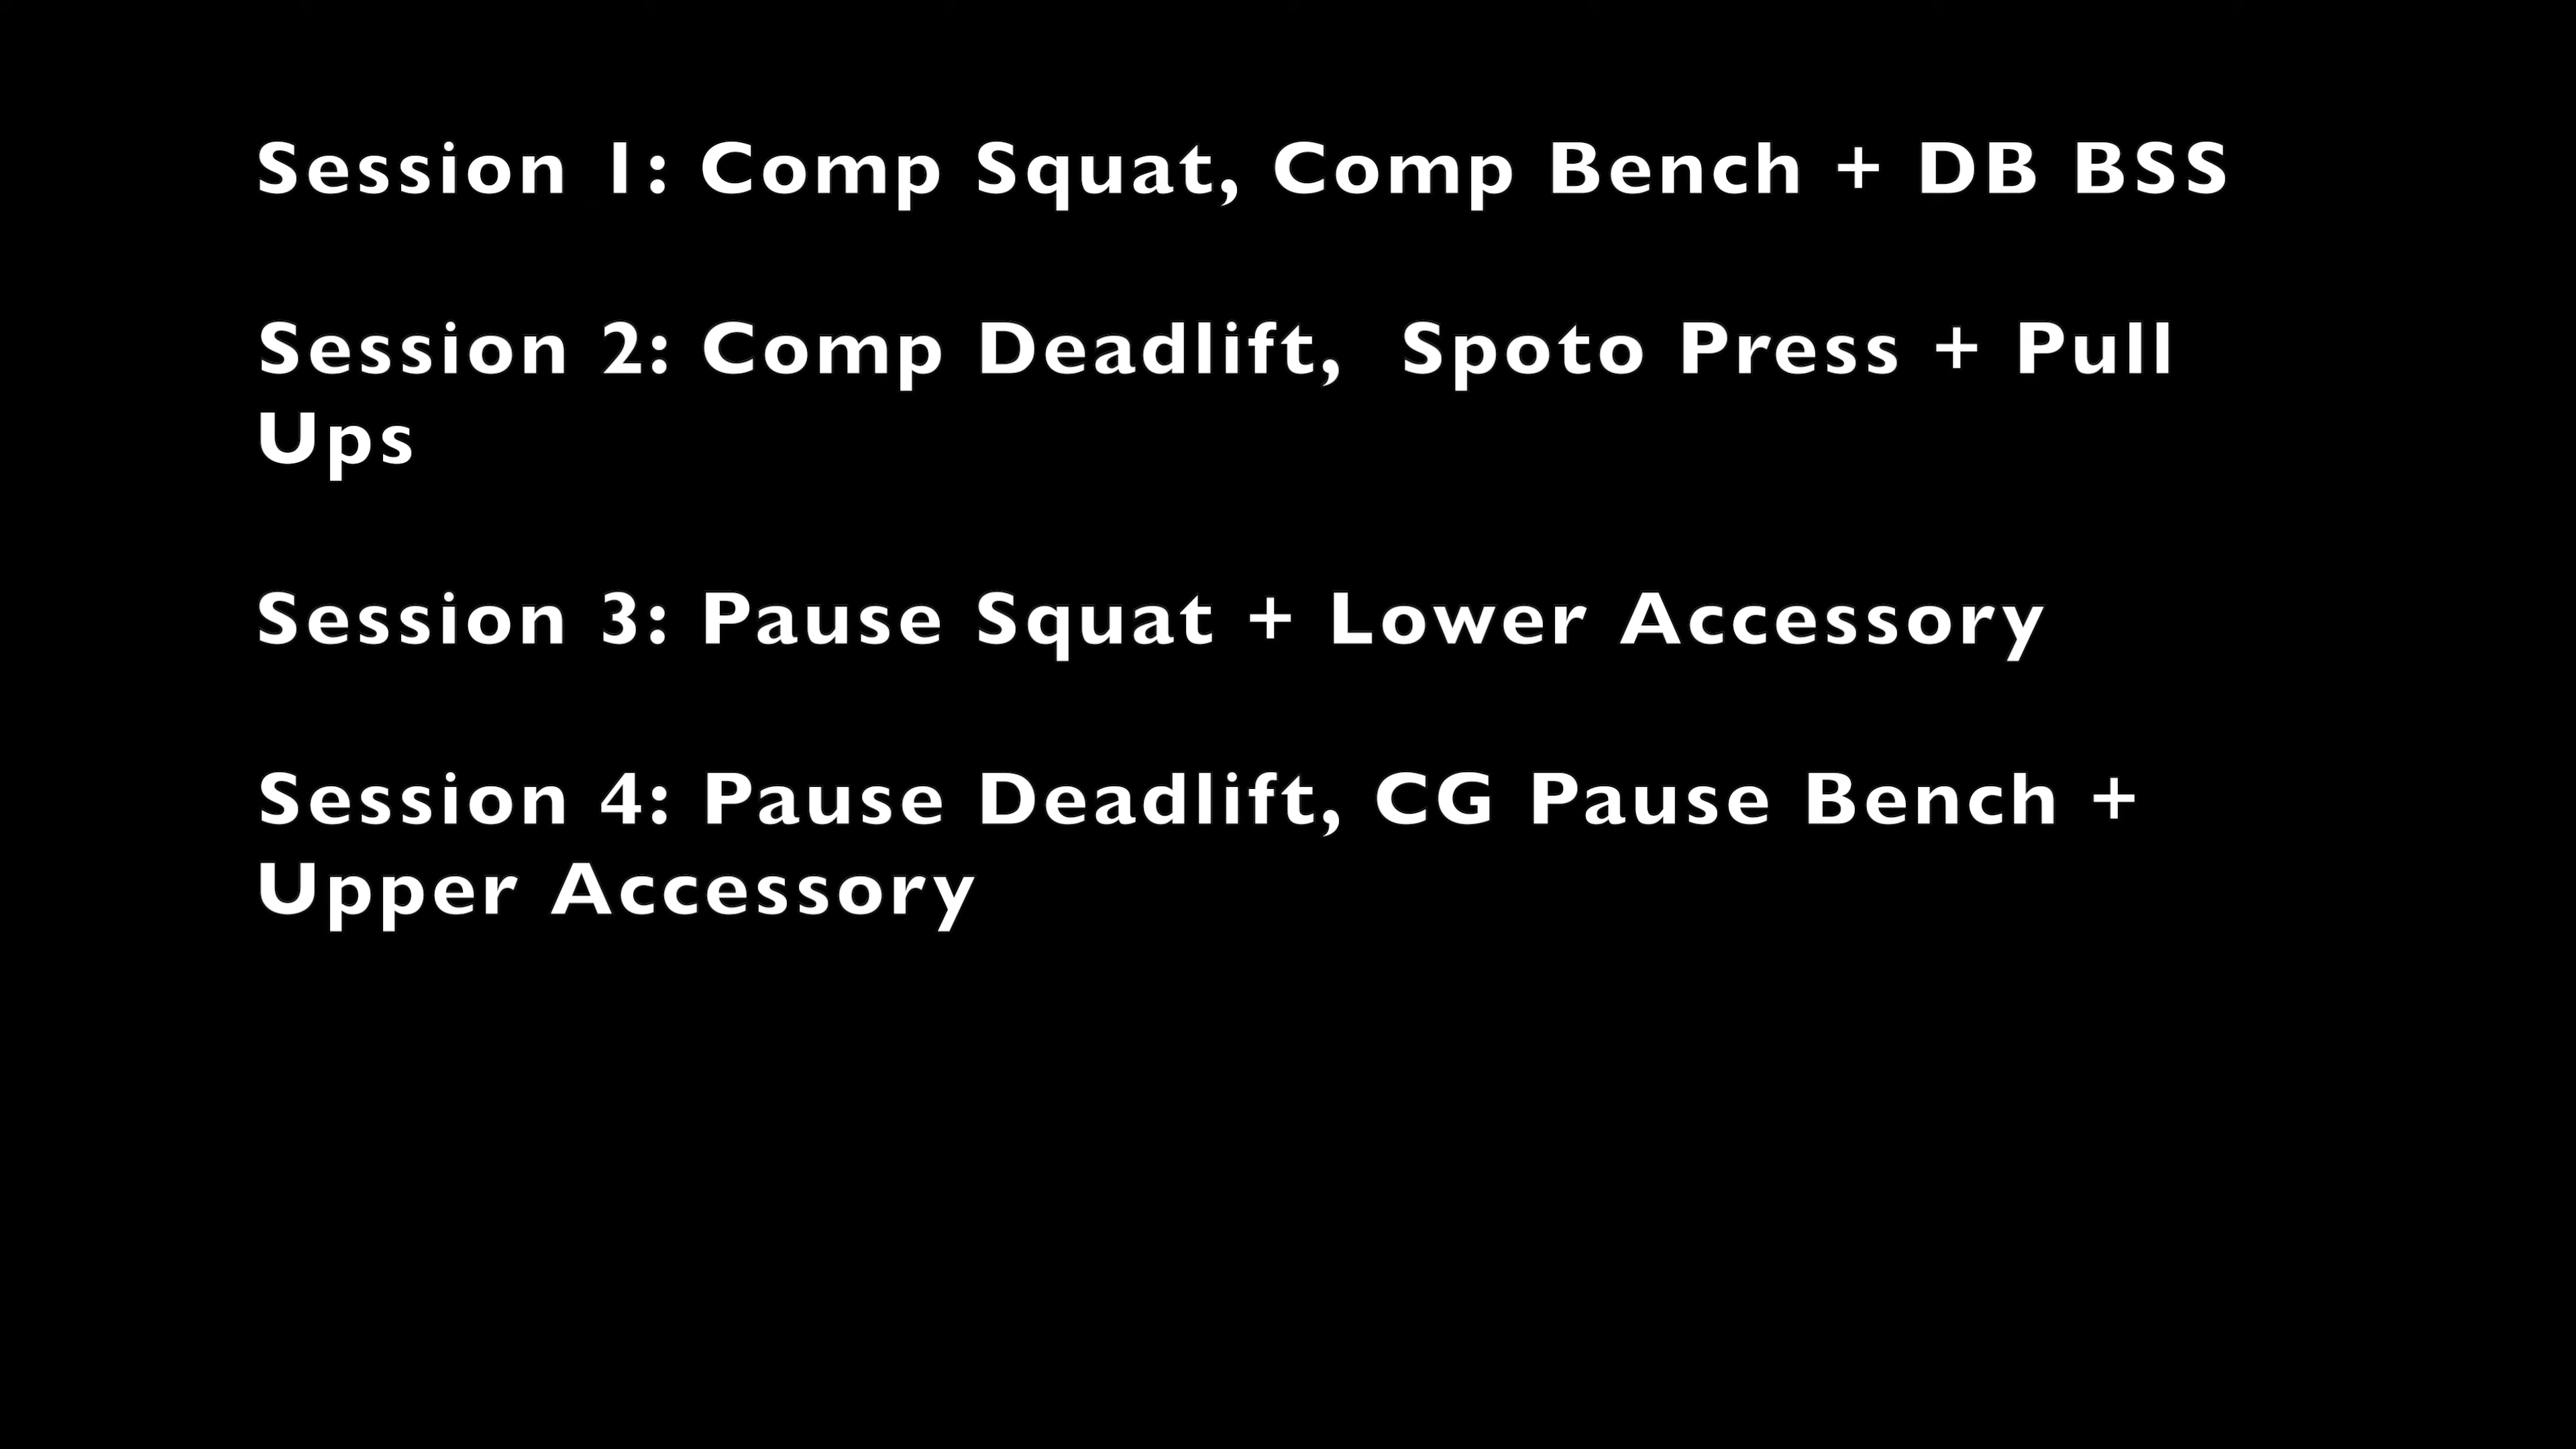 Session 1: Comp Squat, Comp Bench + DB BSS
Session 2: Comp Deadlift,  Spoto Press + Pull
Ups
Session 3: Pause Squat + Lower Accessory
Session 4: Pause Deadlift, CG Pause Bench +
Upper Accessory